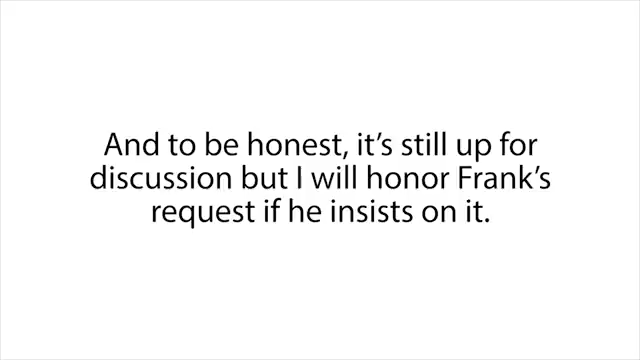 And to be honest, it’s still up for
discussion but I will honor Frank’s
request if he insists on it.